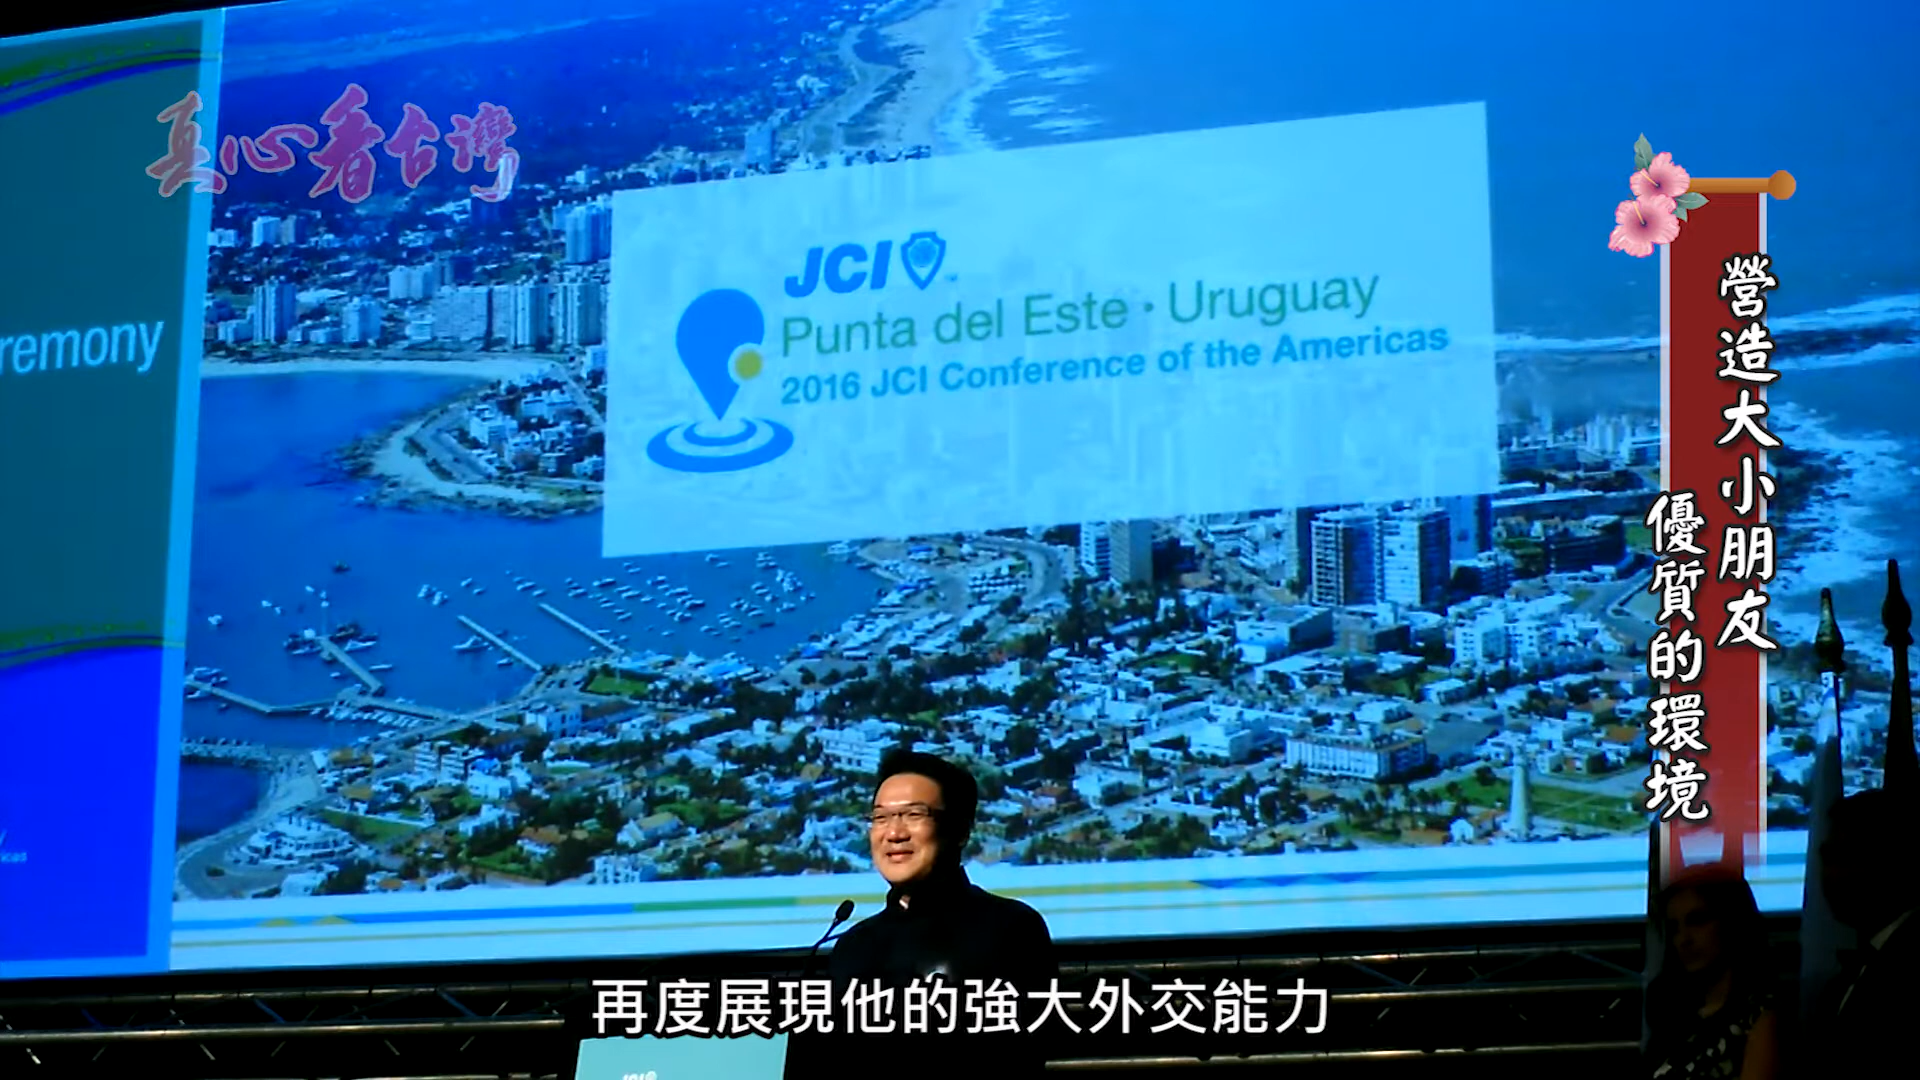 真心看台灣
remony
JCI
Punta del Este · Uruguay
2016 JCI Conference of the Americas
營造大小朋友
優質的環境
再度展現他的強大外交能力
JCI